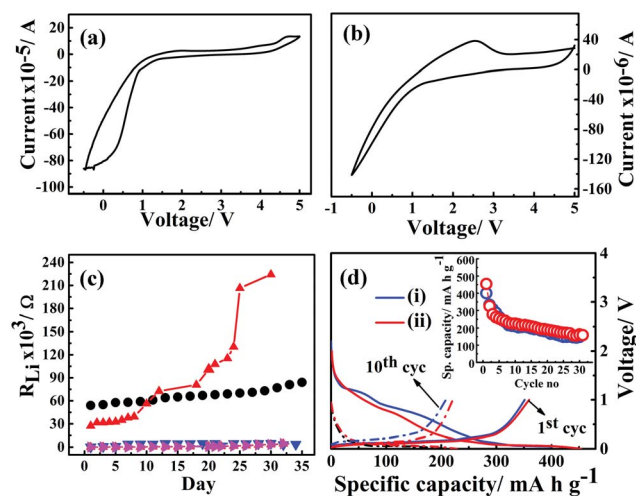 (a)
Current x10-5/ A
20
0
-20
-40
-60
-80
-100
0 1 2 3 4 5
Voltage/ V
(b)
Current x10-6/ A
40
0
-40
-80
-120
-160
-1 0 1 2 3 4 5
Voltage/ V
(c)
RLi x103/ Ω
240
210
180
150
120
90
60
30
0
0 5 10 15 20 25 30 35
Day
(d)
(i)
(ii)
10th cyc
1st cyc
Voltage/ V
4
3
2
1
0
0 100 200 300 400
Specific capacity/ mA h g-1
Sp. capacity/ mA h g-1
600
500
400
300
200
100
0 5 10 15 20 25 30
Cycle no